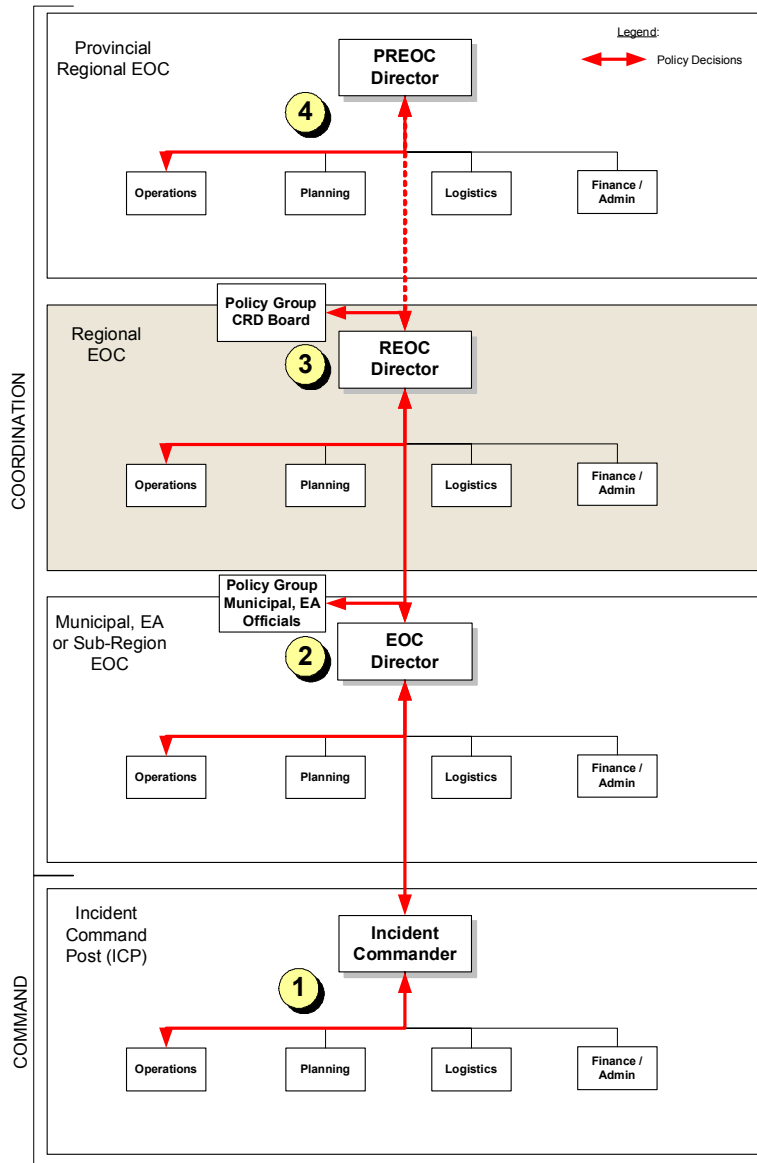 Provincial
Regional EOC
PREOC
Director
Legend:
Policy Decisions
4
Operations
Planning
Logistics
Finance /
Admin
COORDINATION
Policy Group
CRD Board
Regional
EOC
REOC
Director
3
Operations
Planning
Logistics
Finance /
Admin
Policy Group
Municipal, EA
Officials
Municipal, EA
or Sub-Region
EOC
EOC
Director
2
Operations
Planning
Logistics
Finance /
Admin
COMMAND
Incident
Command
Post (ICP)
Incident
Commander
1
Operations
Planning
Logistics
Finance /
Admin